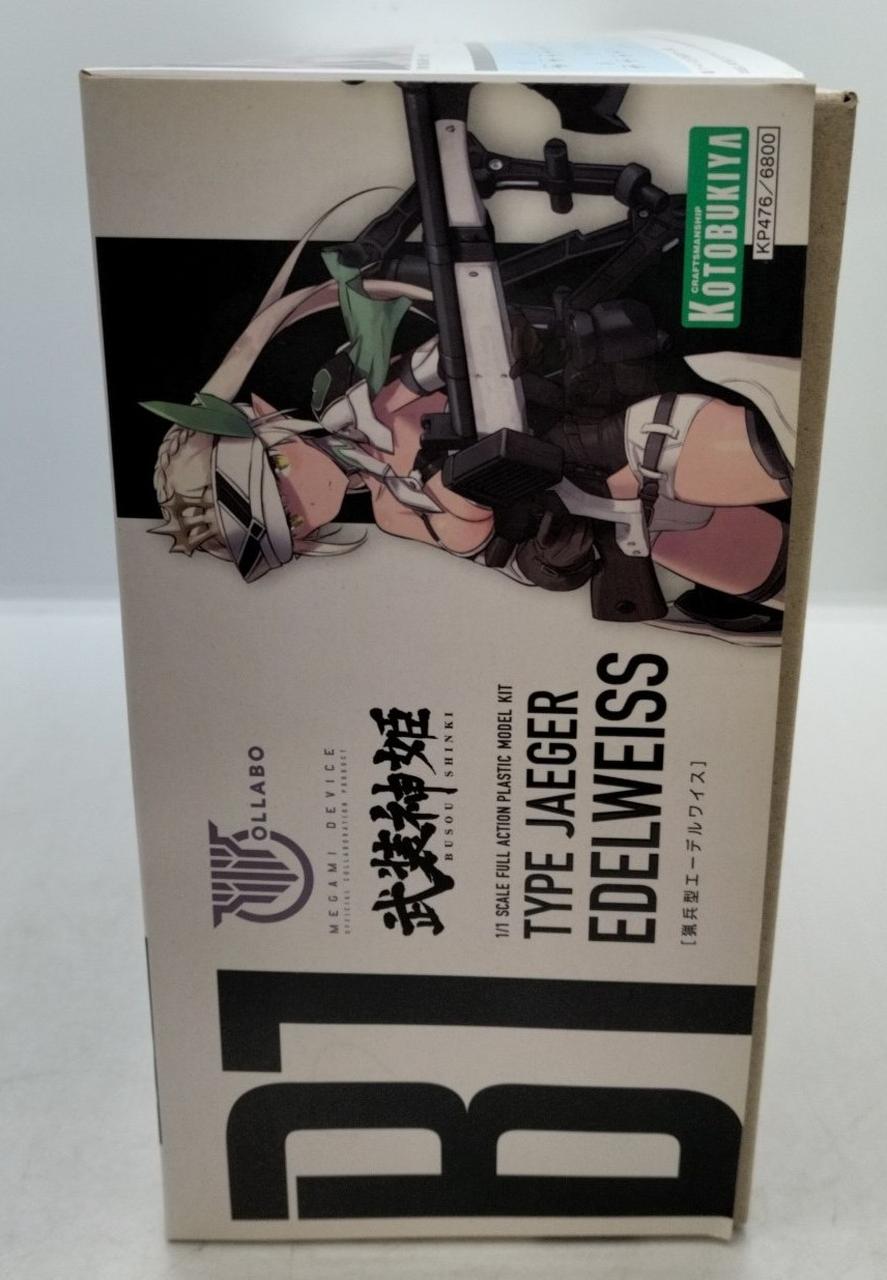 B1
COLLABO
MEGAMI DEVICE
OFFICIAL COLLABORATION PRODUCT
武装神姫
BUSOU SHINKI
1/1 SCALE FULL ACTION PLASTIC MODEL KIT
TYPE JAEGER
EDELWEISS
[猟兵型エーデルワイス]
CRAFTSMANSHIP
KOTOBUKIYA
KP476/6800